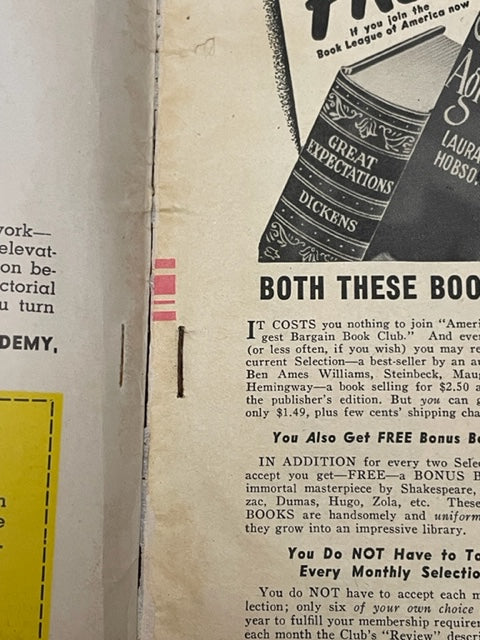 work—
elevat-
on be-
ctorial
u turn
DEMY,
If you join the
Book League of America now
GREAT
EXPECTATIONS
DICKENS
LAURA
HOBSO
BOTH THESE BOO
IT COSTS you nothing to join "Ameri
gest Bargain Book Club." And ever
(or less often, if you wish) you may re
current Selection—a best-seller by an au
Ben Ames Williams, Steinbeck, Maug
Hemingway—a book selling for $2.50 a
the publisher's edition. But you can g
only $1.49, plus few cents' shipping cha
You Also Get FREE Bonus Bo
IN ADDITION for every two Selec
accept you get—FREE—a BONUS B
immortal masterpiece by Shakespeare,
zac, Dumas, Hugo, Zola, etc. These
BOOKS are handsomely and uniform
they grow into an impressive library.
You Do NOT Have to Ta
Every Monthly Selectio
You do NOT have to accept each m
lection; only six of your own choice
year to fulfill your membership requirem
each month the Club's "Review" descri